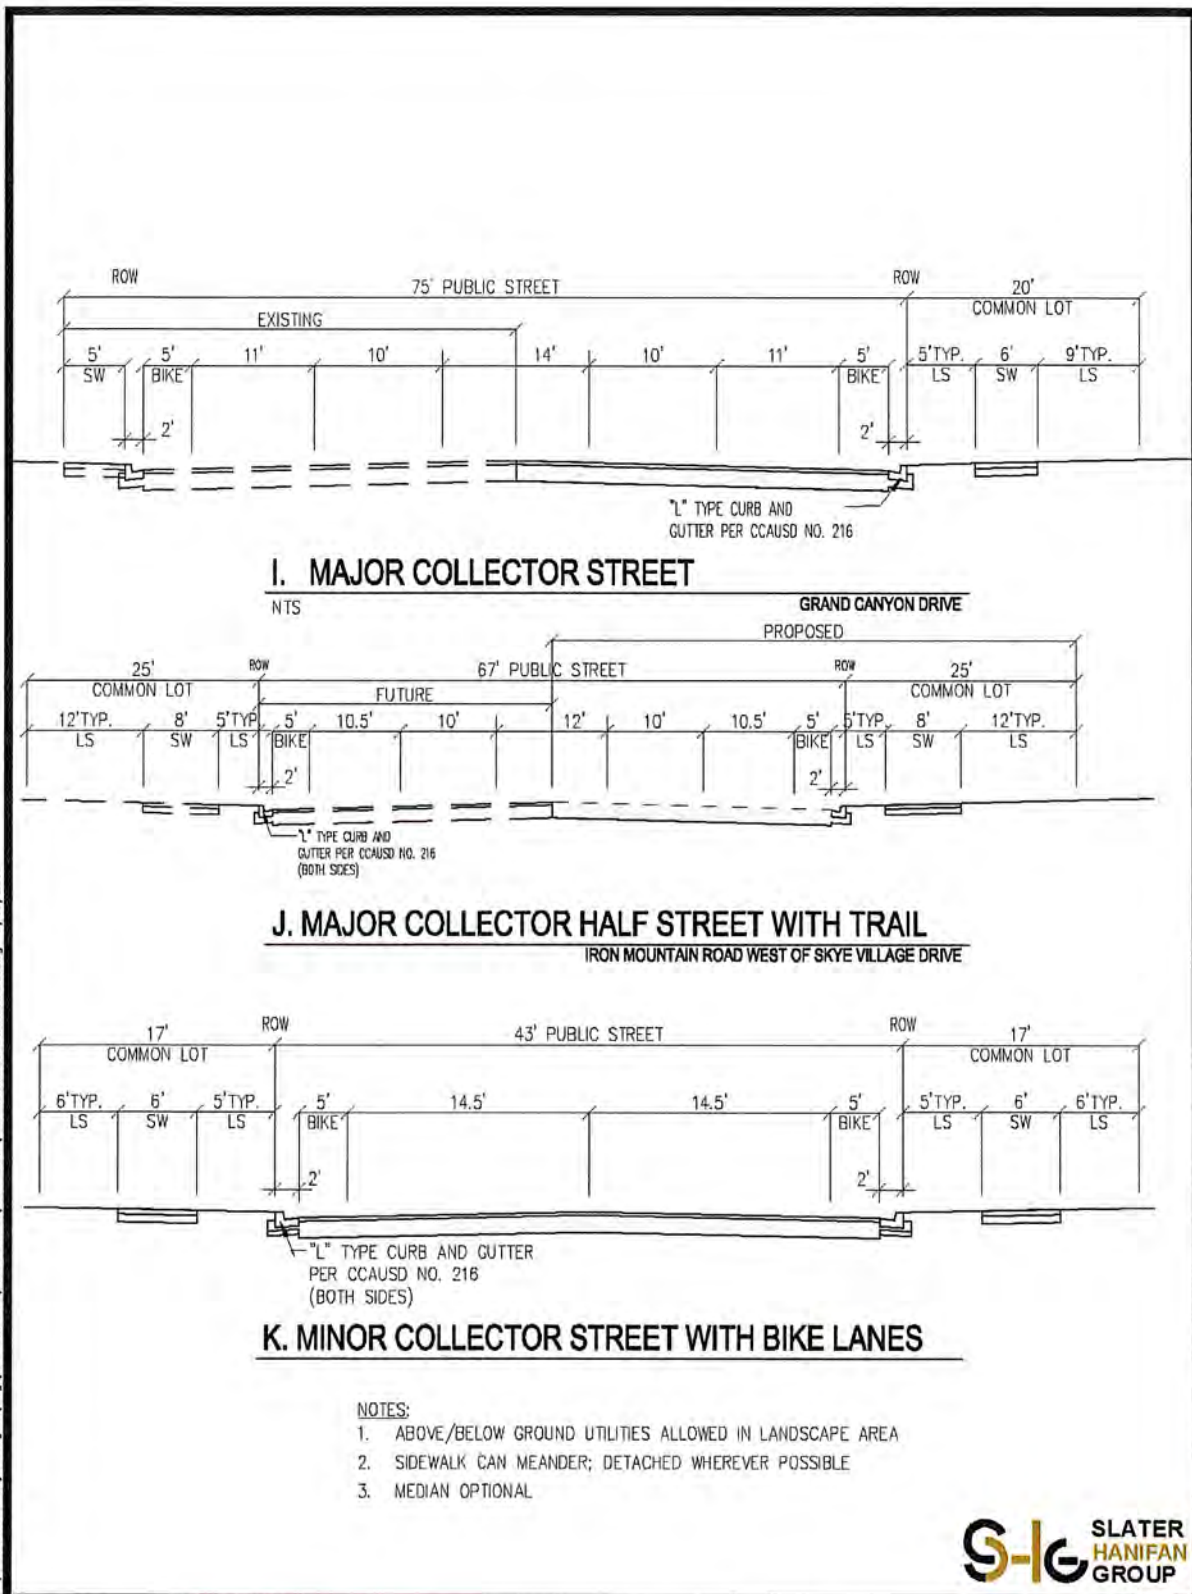 ROW
75' PUBLIC STREET
ROW
20'
COMMON LOT
EXISTING
5' 5' 11' 10' 14' 10' 11' 5' 5'TYP. 6' 9'TYP.
SW BIKE BIKE LS SW LS
2' 2'
"L" TYPE CURB AND
GUTTER PER CCAUSD NO. 216
I. MAJOR COLLECTOR STREET
NTS
GRAND CANYON DRIVE
PROPOSED
25' ROW 67' PUBLIC STREET ROW 25'
COMMON LOT COMMON LOT
FUTURE
12'TYP. 8' 5'TYP. 5' 10.5' 10' 12' 10' 10.5' 5' 5'TYP. 8' 12'TYP.
LS SW LS BIKE BIKE LS SW LS
2' 2'
"L" TYPE CURB AND
GUTTER PER CCAUSD NO. 216
(BOTH SIDES)
J. MAJOR COLLECTOR HALF STREET WITH TRAIL
IRON MOUNTAIN ROAD WEST OF SKYE VILLAGE DRIVE
17' ROW 43' PUBLIC STREET ROW 17'
COMMON LOT COMMON LOT
6'TYP. 6' 5'TYP. 5' 14.5' 14.5' 5' 5'TYP. 6' 6'TYP.
LS SW LS BIKE BIKE LS SW LS
2' 2'
"L" TYPE CURB AND GUTTER
PER CCAUSD NO. 216
(BOTH SIDES)
K. MINOR COLLECTOR STREET WITH BIKE LANES
NOTES:
1. ABOVE/BELOW GROUND UTILITIES ALLOWED IN LANDSCAPE AREA
2. SIDEWALK CAN MEANDER; DETACHED WHEREVER POSSIBLE
3. MEDIAN OPTIONAL
SHG
SLATER
HANIFAN
GROUP